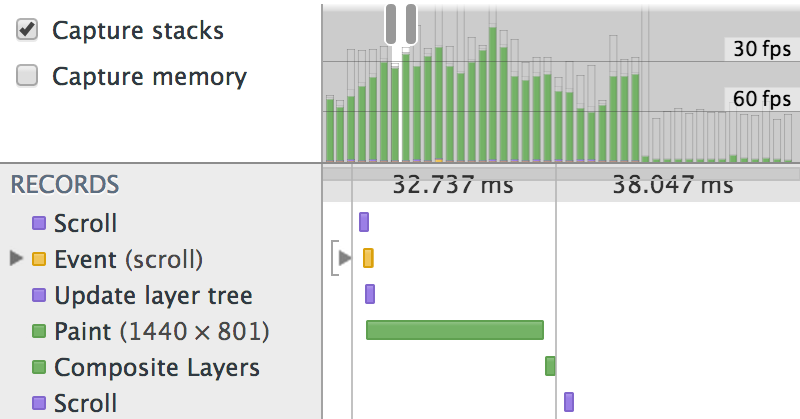 Capture stacks
Capture memory
30 fps
60 fps
RECORDS
32.737 ms
38.047 ms
Scroll
Event (scroll)
Update layer tree
Paint (1440 × 801)
Composite Layers
Scroll